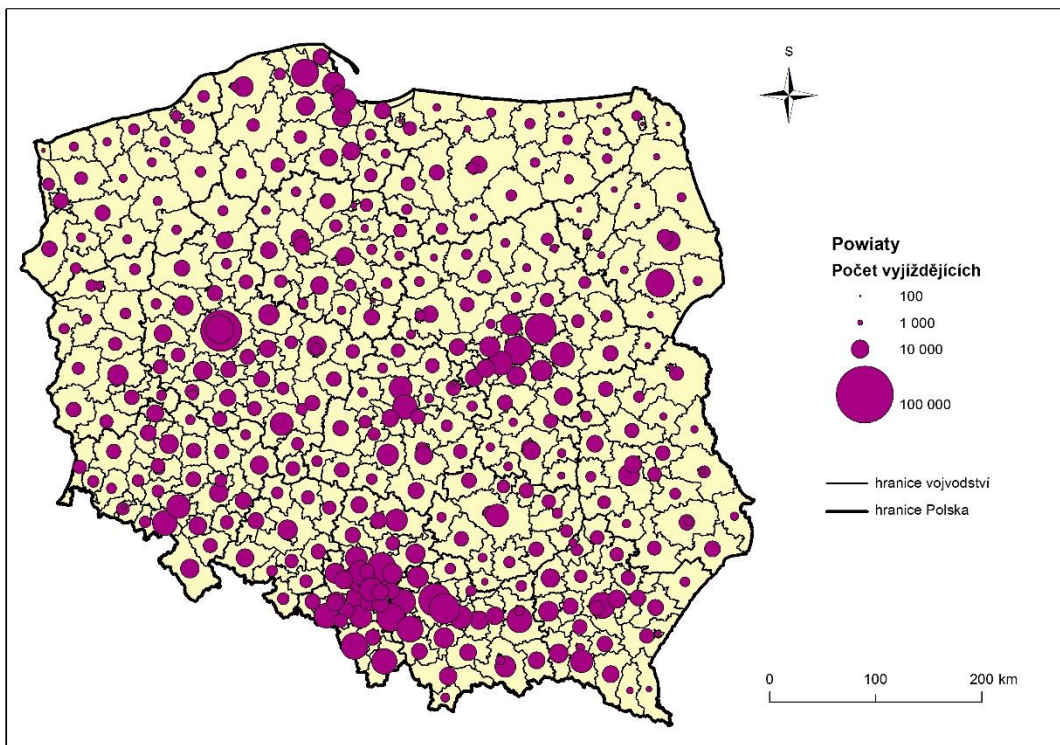 S
Powiaty
Počet vyjíždějících
100
1 000
10 000
100 000
hranice vojvodství
hranice Polska
0 100 200 km